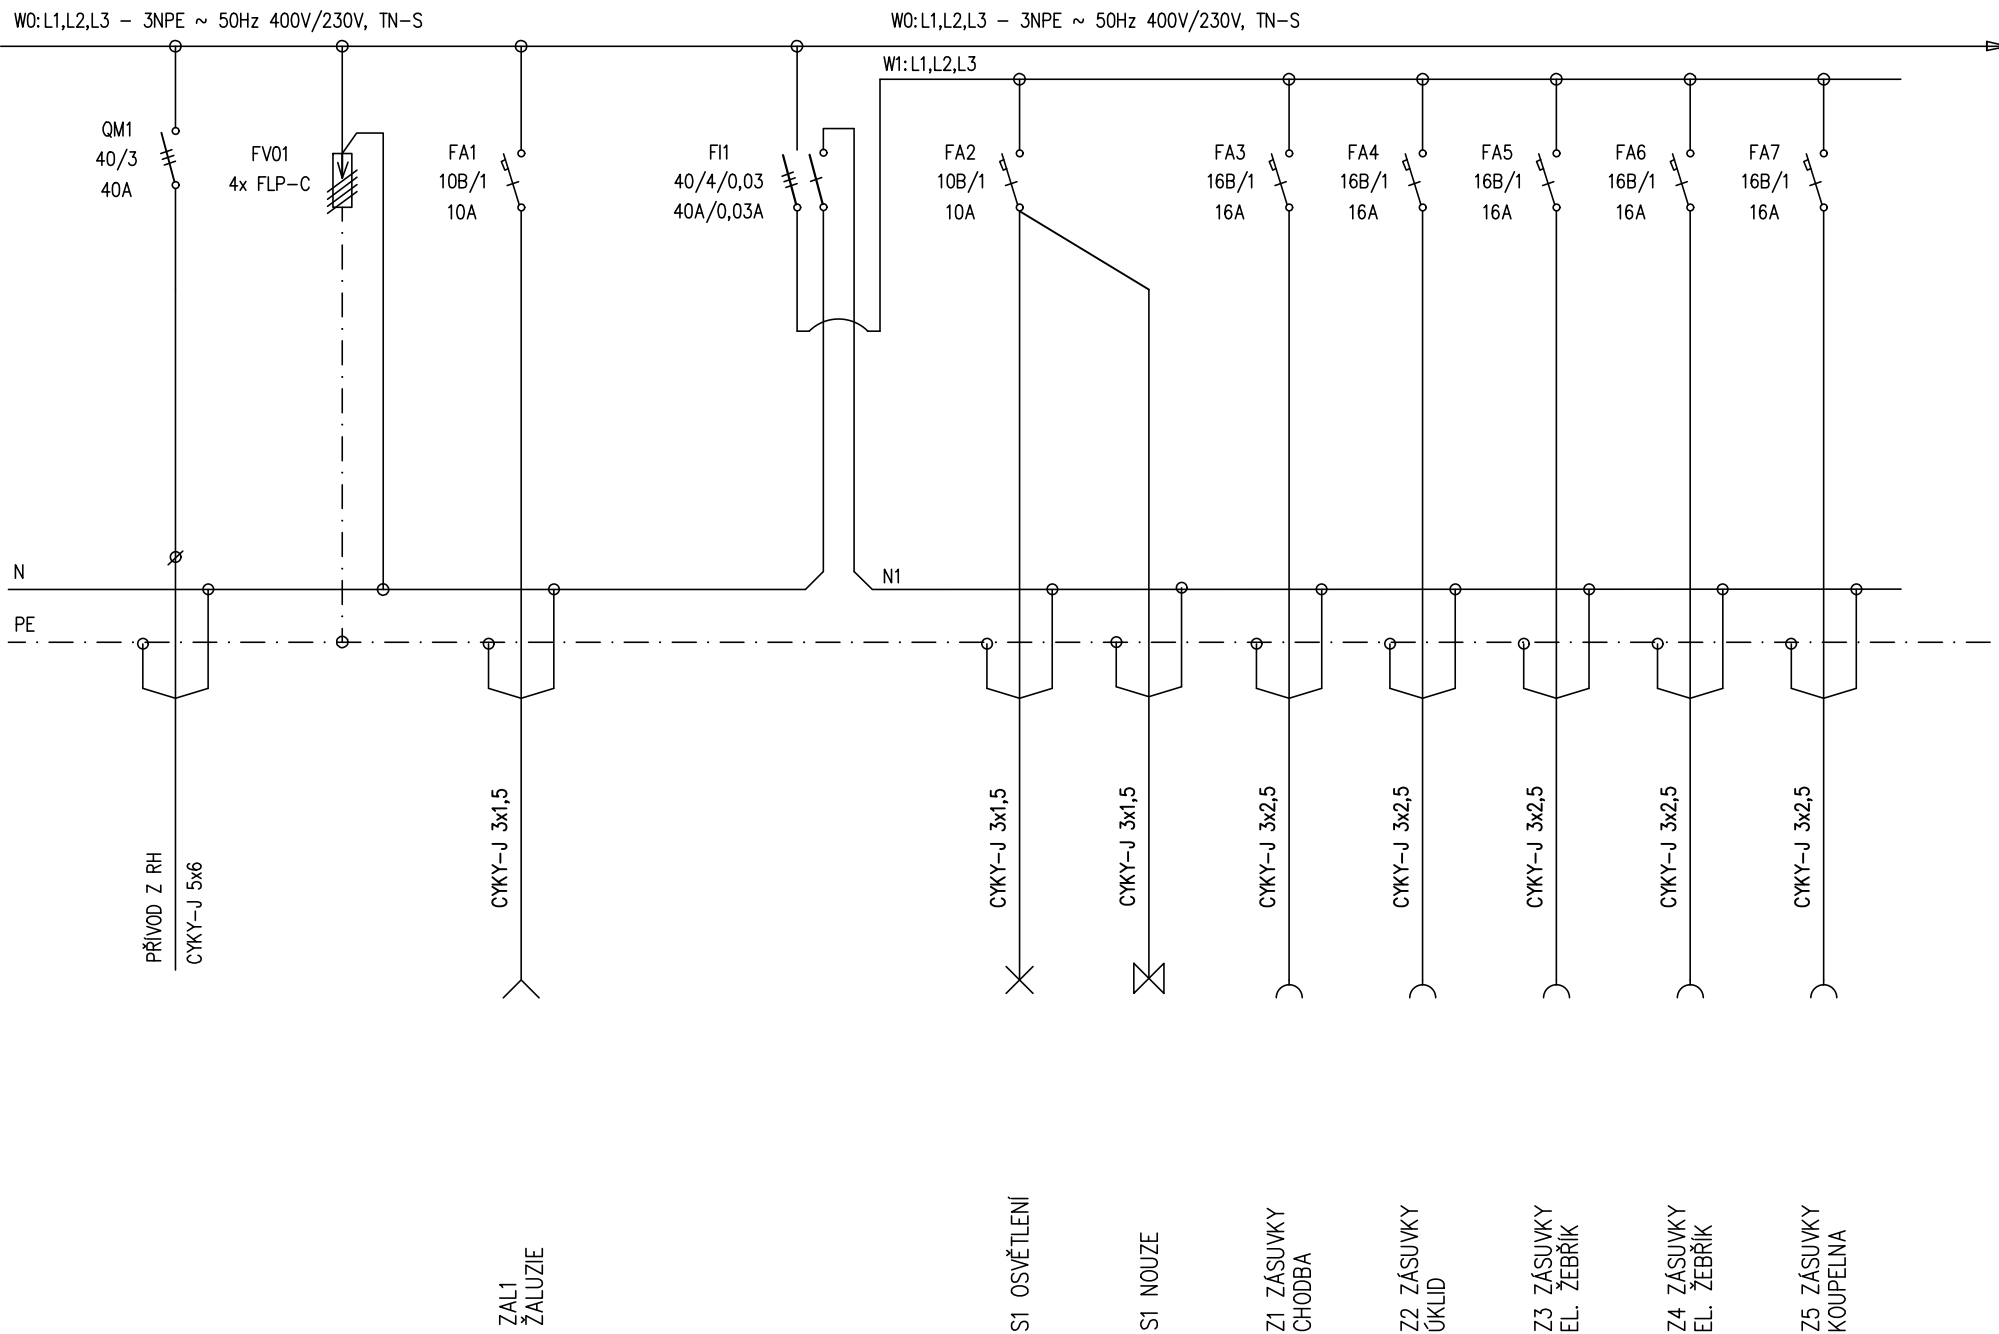 W0:L1,L2,L3 – 3NPE ~ 50Hz 400V/230V, TN–S
W0:L1,L2,L3 – 3NPE ~ 50Hz 400V/230V, TN–S
W1:L1,L2,L3
QM1
40/3
40A
FV01
4x FLP–C
FA1
10B/1
10A
FI1
40/4/0,03
40A/0,03A
FA2
10B/1
10A
FA3
16B/1
16A
FA4
16B/1
16A
FA5
16B/1
16A
FA6
16B/1
16A
FA7
16B/1
16A
N
N1
PE
PŘÍVOD Z RH
CYKY–J 5x6
CYKY–J 3x1,5
CYKY–J 3x1,5
CYKY–J 3x1,5
CYKY–J 3x2,5
CYKY–J 3x2,5
CYKY–J 3x2,5
CYKY–J 3x2,5
CYKY–J 3x2,5
ZAL1
ŽALUZIE
S1 OSVĚTLENÍ
S1 NOUZE
Z1 ZÁSUVKY
CHODBA
Z2 ZÁSUVKY
ÚKLID
Z3 ZÁSUVKY
EL. ŽEBŘÍK
Z4 ZÁSUVKY
EL. ŽEBŘÍK
Z5 ZÁSUVKY
KOUPELNA